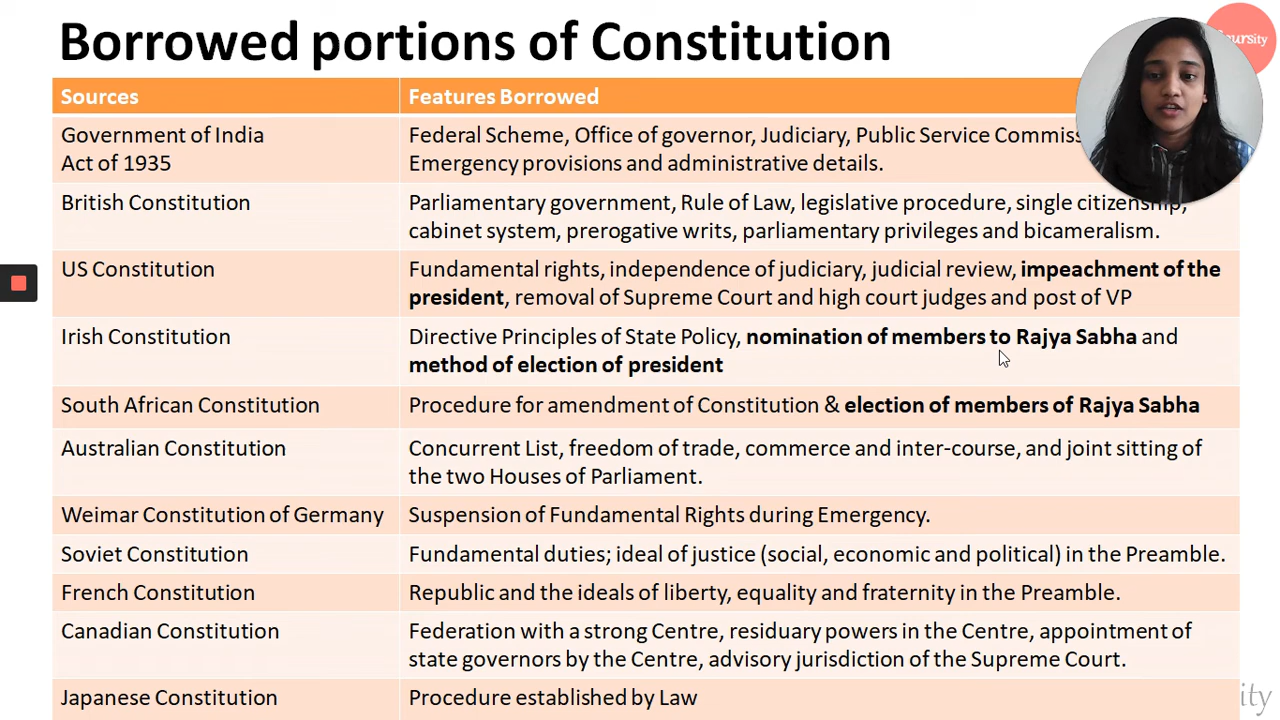 Borrowed portions of Constitution
Sources Features Borrowed
Government of India Federal Scheme, Office of governor, Judiciary, Public Service
Act of 1935 Emergency provisions and administrative details.
British Constitution Parliamentary government, Rule of Law, legislative procedure, single citizenship,
cabinet system, prerogative writs, parliamentary privileges and bicameralism.
US Constitution Fundamental rights, independence of judiciary, judicial review, impeachment of the
president, removal of Supreme Court and high court judges and post of VP
Irish Constitution Directive Principles of State Policy, nomination of members to Rajya Sabha and
method of election of president
South African Constitution Procedure for amendment of Constitution & election of members of Rajya Sabha
Australian Constitution Concurrent List, freedom of trade, commerce and inter-course, and joint sitting of
the two Houses of Parliament.
Weimar Constitution of Germany Suspension of Fundamental Rights during Emergency.
Soviet Constitution Fundamental duties; ideal of justice (social, economic and political) in the Preamble.
French Constitution Republic and the ideals of liberty, equality and fraternity in the Preamble.
Canadian Constitution Federation with a strong Centre, residuary powers in the Centre, appointment of
state governors by the Centre, advisory jurisdiction of the Supreme Court.
Japanese Constitution Procedure established by Law